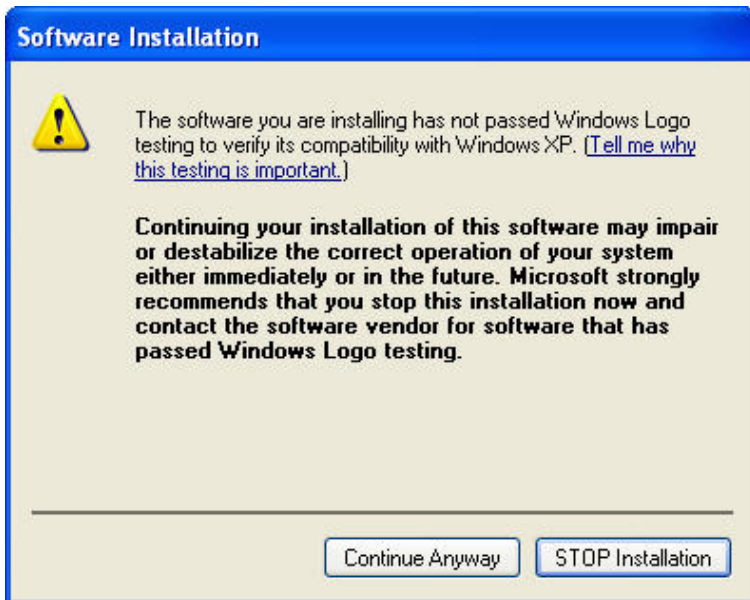 Software Installation
The software you are installing has not passed Windows Logo
testing to verify its compatibility with Windows XP. (Tell me why
this testing is important.)
Continuing your installation of this software may impair
or destabilize the correct operation of your system
either immediately or in the future. Microsoft strongly
recommends that you stop this installation now and
contact the software vendor for software that has
passed Windows Logo testing.
Continue Anyway
STOP Installation